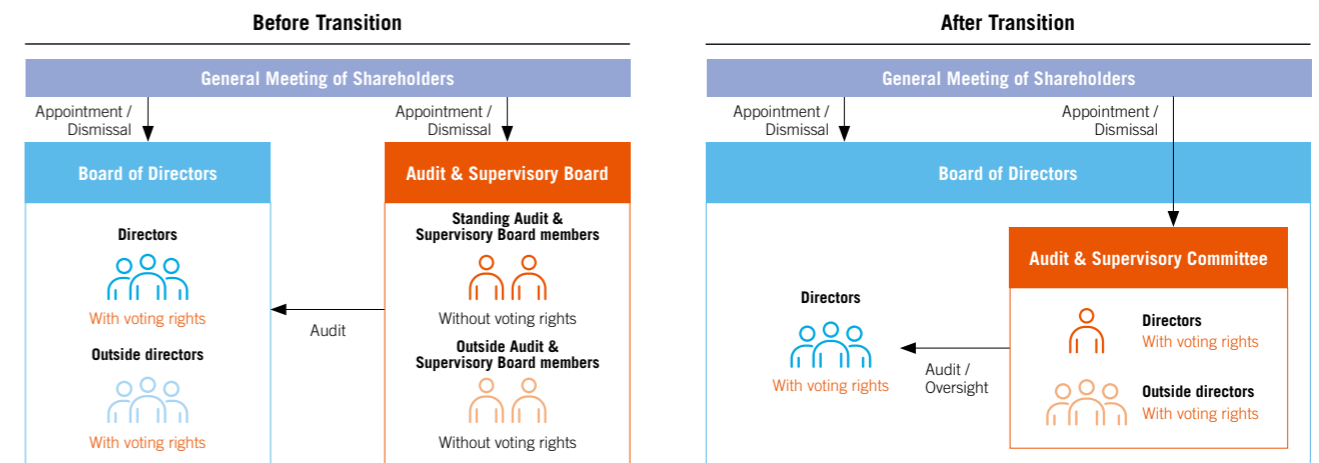 Before Transition
General Meeting of Shareholders
Appointment /
Dismissal
Appointment /
Dismissal
Board of Directors
Directors
With voting rights
Outside directors
With voting rights
Audit
Audit & Supervisory Board
Standing Audit &
Supervisory Board members
Without voting rights
Outside Audit &
Supervisory Board members
Without voting rights
After Transition
General Meeting of Shareholders
Appointment /
Dismissal
Appointment /
Dismissal
Board of Directors
Directors
With voting rights
Audit /
Oversight
Audit & Supervisory Committee
Directors
With voting rights
Outside directors
With voting rights